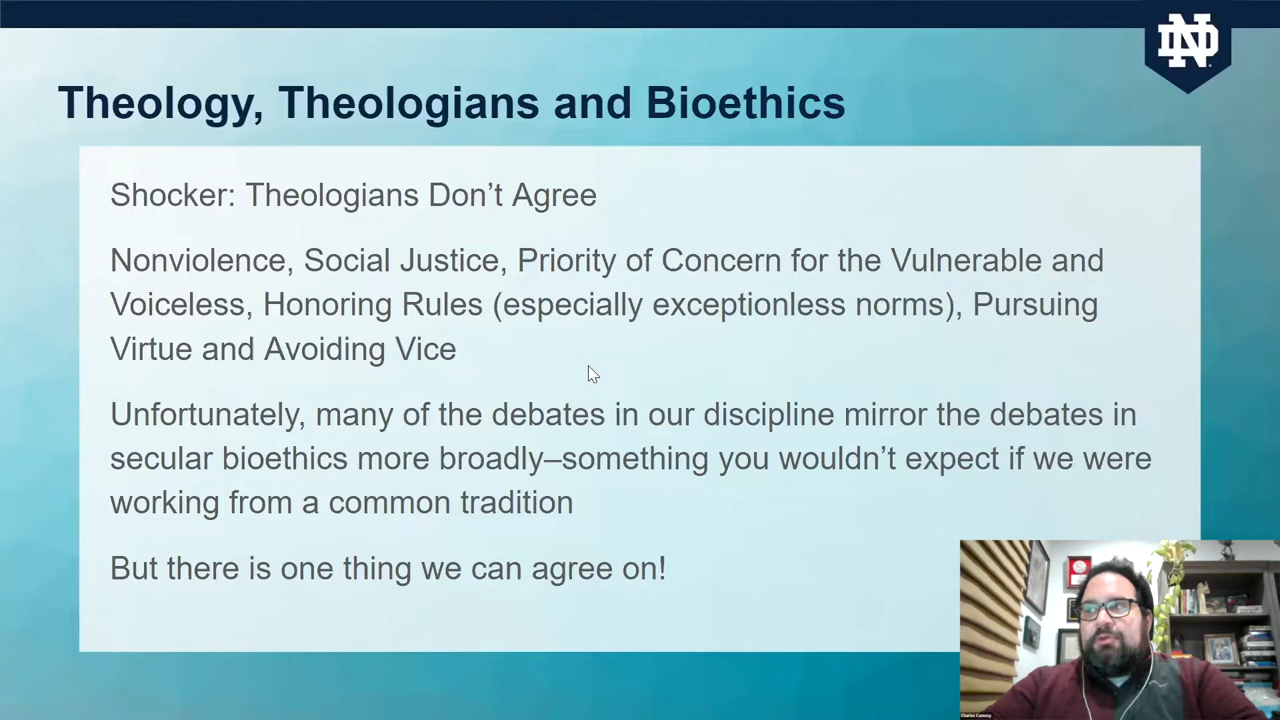 ND
Theology, Theologians and Bioethics
Shocker: Theologians Don’t Agree
Nonviolence, Social Justice, Priority of Concern for the Vulnerable and
Voiceless, Honoring Rules (especially exceptionless norms), Pursuing
Virtue and Avoiding Vice
Unfortunately, many of the debates in our discipline mirror the debates in
secular bioethics more broadly–something you wouldn’t expect if we were
working from a common tradition
But there is one thing we can agree on!
Charles Camosy